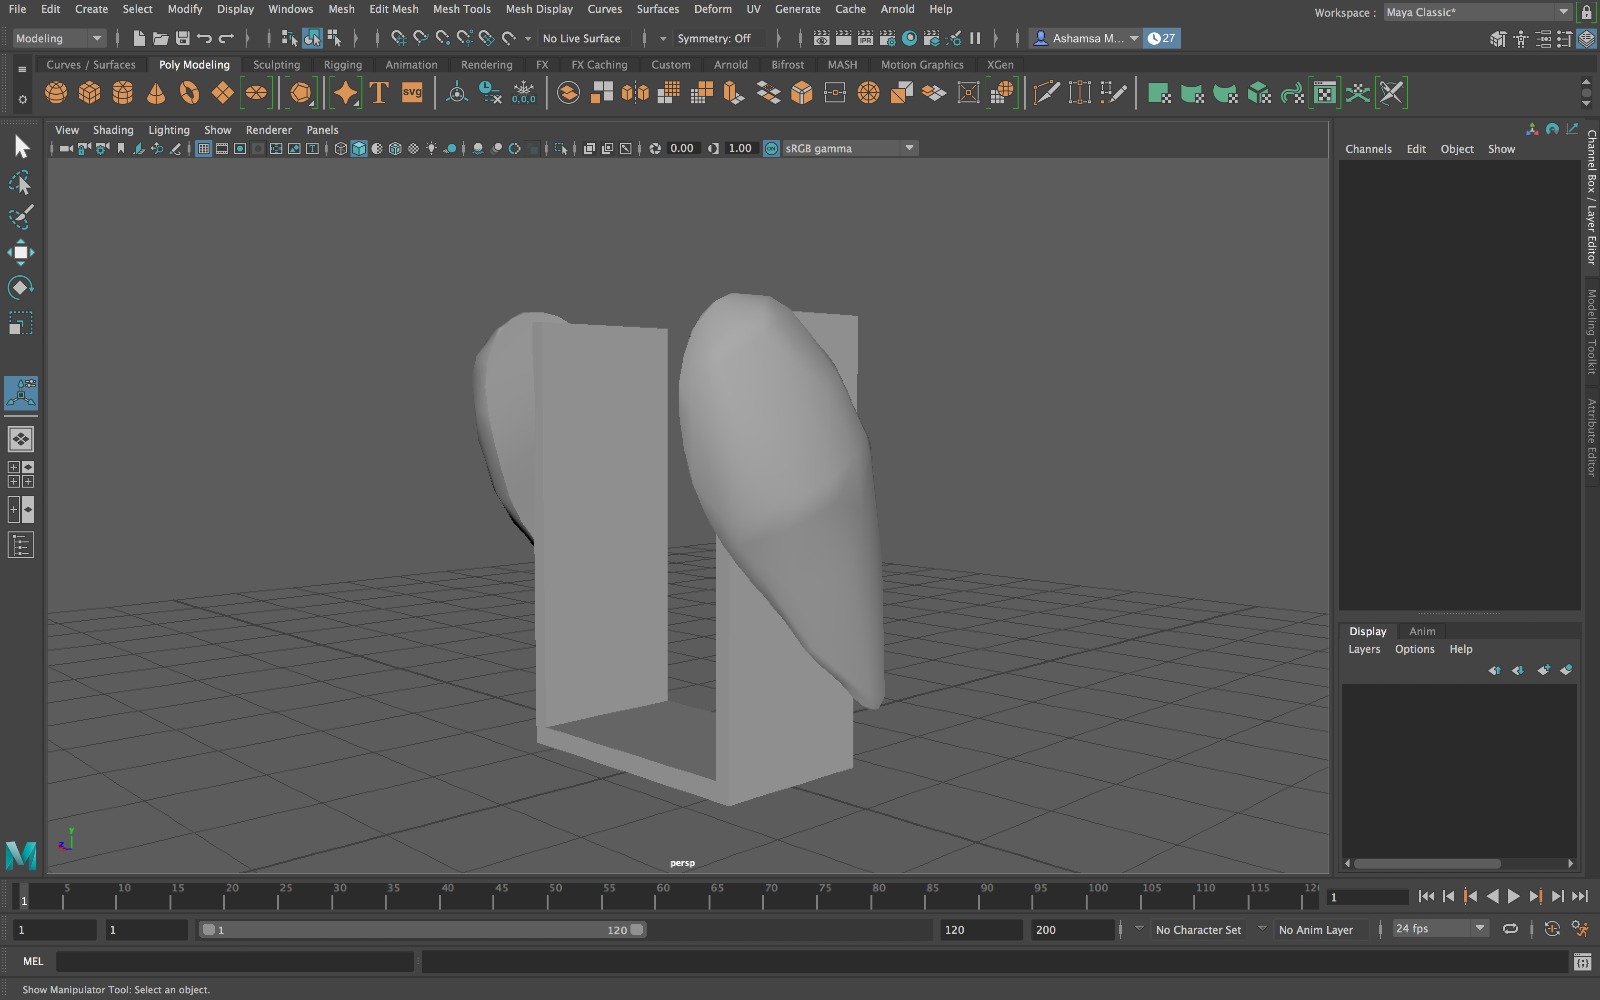 File Edit Create Select Modify Display Windows Mesh Edit Mesh Mesh Tools Mesh Display Curves Surfaces Deform UV Generate Cache Arnold Help
Workspace : Maya Classic*
Modeling No Live Surface Symmetry: Off IPR Ashamsa M... 27
Curves / Surfaces Poly Modeling Sculpting Rigging Animation Rendering FX FX Caching Custom Arnold Bifrost MASH Motion Graphics XGen
T SVG 0,0,0
View Shading Lighting Show Renderer Panels
0.00 1.00 ON sRGB gamma
Channels Edit Object Show
Channel Box / Layer Editor
Modeling Toolkit
Attribute Editor
Display Anim
Layers Options Help
y
z
persp
1 5 10 15 20 25 30 35 40 45 50 55 60 65 70 75 80 85 90 95 100 105 110 115 120 1
1 1 1 120 120 200 No Character Set No Anim Layer 24 fps
MEL
Show Manipulator Tool: Select an object.